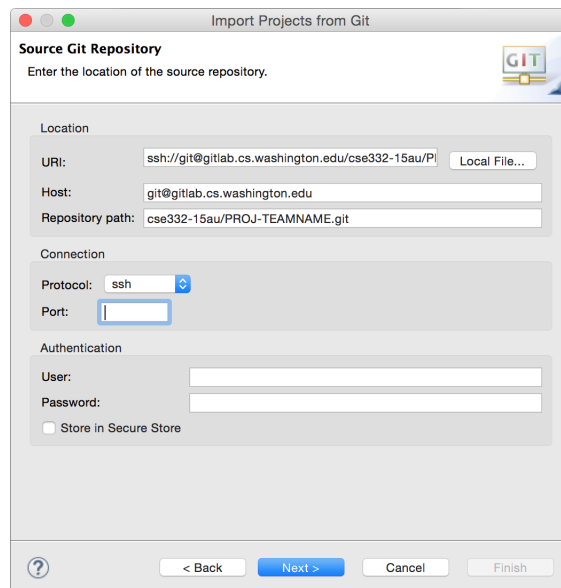 Import Projects from Git
Source Git Repository
Enter the location of the source repository.
GIT
Location
URI: ssh://git@gitlab.cs.washington.edu/cse332-15au/P Local File...
Host: git@gitlab.cs.washington.edu
Repository path: cse332-15au/PROJ-TEAMNAME.git
Connection
Protocol: ssh
Port:
Authentication
User:
Password:
Store in Secure Store
? < Back Next > Cancel Finish